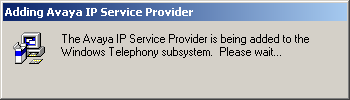 Adding Avaya IP Service Provider
The Avaya IP Service Provider is being added to the
Windows Telephony subsystem. Please wait...